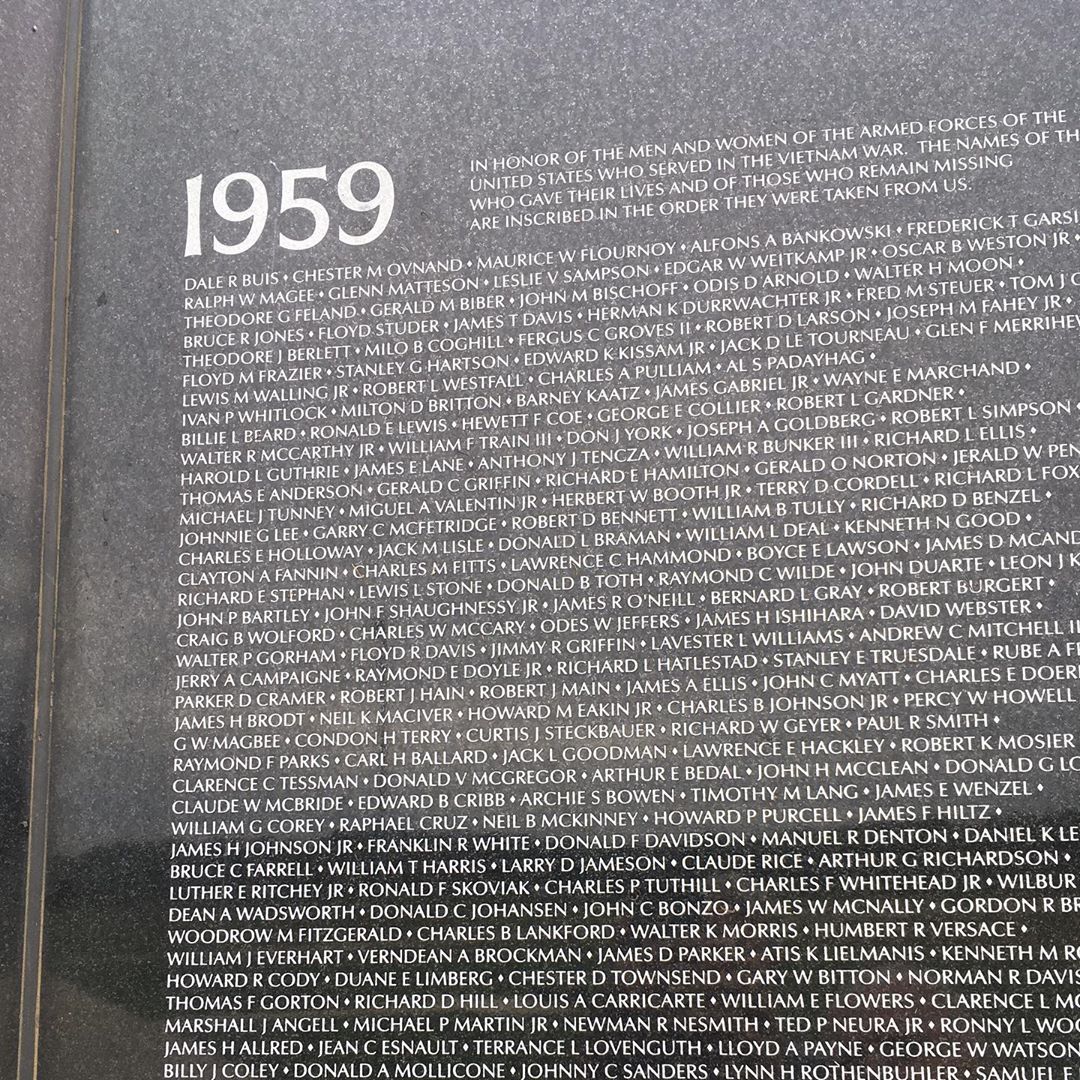 1959
IN HONOR OF THE MEN AND WOMEN OF THE ARMED FORCES OF THE
UNITED STATES WHO SERVED IN THE VIETNAM WAR. THE NAMES OF
WHO GAVE THEIR LIVES AND OF THOSE WHO REMAIN MISSING
ARE INSCRIBED IN THE ORDER THEY WERE TAKEN FROM US.
DALE R BUIS ♦ CHESTER M OVNAND ♦ MAURICE W FLOURNOY ♦ ALFONS A BANKOWSKI ♦ FREDERICK T
RALPH W MAGEE ♦ GLENN MATTESON ♦ LESLIE V SAMPSON ♦ EDGAR W WEITKAMP JR ♦ OSCAR B WESTON JR ♦
THEODORE G FELAND ♦ GERALD M BIBER ♦ JOHN M BISCHOFF ♦ ODIS D ARNOLD ♦ WALTER H MOON ♦
BRUCE R JONES ♦ FLOYD STUDER ♦ JAMES T DAVIS ♦ HERMAN K DURRWACHTER JR ♦ FRED M STEUER ♦ TOM J
THEODORE J BERLETT ♦ MILO B COGHILL ♦ FERGUS C GROVES II ♦ ROBERT D LARSON ♦ JOSEPH M FAHEY JR ♦
FLOYD M FRAZIER ♦ STANLEY G HARTSON ♦ EDWARD K KISSAM JR ♦ JACK D LE TOURNEAU ♦ GLEN F
LEWIS M WALLING JR ♦ ROBERT L WESTFALL ♦ CHARLES A PULLIAM ♦ AL S PADAYHAG ♦
IVAN P WHITLOCK ♦ MILTON D BRITTON ♦ BARNEY KAATZ ♦ JAMES GABRIEL JR ♦ WAYNE E MARCHAND ♦
BILLIE L BEARD ♦ RONALD E LEWIS ♦ HEWETT F COE ♦ GEORGE E COLLIER ♦ ROBERT L GARDNER ♦
WALTER R MCCARTHY JR ♦ WILLIAM F TRAIN III ♦ DON J YORK ♦ JOSEPH A GOLDBERG ♦ ROBERT L SIMPSON ♦
HAROLD L GUTHRIE ♦ JAMES E LANE ♦ ANTHONY J TENCZA ♦ WILLIAM R BUNKER III ♦ RICHARD L ELLIS ♦
THOMAS E ANDERSON ♦ GERALD C GRIFFIN ♦ RICHARD E HAMILTON ♦ GERALD O NORTON ♦ JERALD W
MICHAEL J TUNNEY ♦ MIGUEL A VALENTIN JR ♦ HERBERT W BOOTH JR ♦ TERRY D CORDELL ♦ RICHARD L FOX
JOHNNIE G LEE ♦ GARRY C MCFETRIDGE ♦ ROBERT D BENNETT ♦ WILLIAM B TULLY ♦ RICHARD D BENZEL ♦
CHARLES E HOLLOWAY ♦ JACK M LISLE ♦ DONALD L BRAMAN ♦ WILLIAM L DEAL ♦ KENNETH N GOOD ♦
CLAYTON A FANNIN ♦ CHARLES M FITTS ♦ LAWRENCE C HAMMOND ♦ BOYCE E LAWSON ♦ JAMES D
RICHARD E STEPHAN ♦ LEWIS L STONE ♦ DONALD B TOTH ♦ RAYMOND C WILDE ♦ JOHN DUARTE ♦ LEON J
JOHN P BARTLEY ♦ JOHN F SHAUGHNESSY JR ♦ JAMES R O'NEILL ♦ BERNARD L GRAY ♦ ROBERT BURGERT ♦
CRAIG B WOLFORD ♦ CHARLES W MCCARY ♦ ODES W JEFFERS ♦ JAMES H ISHIHARA ♦ DAVID WEBSTER ♦
WALTER P GORHAM ♦ FLOYD R DAVIS ♦ JIMMY R GRIFFIN ♦ LAVESTER L WILLIAMS ♦ ANDREW C MITCHELL
JERRY A CAMPAIGNE ♦ RAYMOND E DOYLE JR ♦ RICHARD L HATLESTAD ♦ STANLEY E TRUESDALE ♦ RUBE A
PARKER D CRAMER ♦ ROBERT J HAIN ♦ ROBERT J MAIN ♦ JAMES A ELLIS ♦ JOHN C MYATT ♦ CHARLES E
JAMES H BRODT ♦ NEIL K MACIVER ♦ HOWARD M EAKIN JR ♦ CHARLES B JOHNSON JR ♦ PERCY W HOWELL
G W MAGBEE ♦ CONDON H TERRY ♦ CURTIS J STECKBAUER ♦ RICHARD W GEYER ♦ PAUL R SMITH ♦
RAYMOND F PARKS ♦ CARL H BALLARD ♦ JACK L GOODMAN ♦ LAWRENCE E HACKLEY ♦ ROBERT K MOSIER
CLARENCE C TESSMAN ♦ DONALD V MCGREGOR ♦ ARTHUR E BEDAL ♦ JOHN H MCCLEAN ♦ DONALD G
CLAUDE W MCBRIDE ♦ EDWARD B CRIBB ♦ ARCHIE S BOWEN ♦ TIMOTHY M LANG ♦ JAMES E WENZEL ♦
WILLIAM G COREY ♦ RAPHAEL CRUZ ♦ NEIL B MCKINNEY ♦ HOWARD P PURCELL ♦ JAMES F HILTZ ♦
JAMES H JOHNSON JR ♦ FRANKLIN R WHITE ♦ DONALD F DAVIDSON ♦ MANUEL R DENTON ♦ DANIEL K
BRUCE C FARRELL ♦ WILLIAM T HARRIS ♦ LARRY D JAMESON ♦ CLAUDE RICE ♦ ARTHUR G RICHARDSON ♦
LUTHER E RITCHEY JR ♦ RONALD F SKOVIAK ♦ CHARLES P TUTHILL ♦ CHARLES F WHITEHEAD JR ♦ WILBUR
DEAN A WADSWORTH ♦ DONALD C JOHANSEN ♦ JOHN C BONZO ♦ JAMES W MCNALLY ♦ GORDON R
WOODROW M FITZGERALD ♦ CHARLES B LANKFORD ♦ WALTER K MORRIS ♦ HUMBERT R VERSACE ♦
WILLIAM J EVERHART ♦ VERNDEAN A BROCKMAN ♦ JAMES D PARKER ♦ ATIS K LIELMANIS ♦ KENNETH M
HOWARD R CODY ♦ DUANE E LIMBERG ♦ CHESTER D TOWNSEND ♦ GARY W BITTON ♦ NORMAN R DAVIS
THOMAS F GORTON ♦ RICHARD D HILL ♦ LOUIS A CARRICARTE ♦ WILLIAM E FLOWERS ♦ CLARENCE L
MARSHALL J ANGELL ♦ MICHAEL P MARTIN JR ♦ NEWMAN R NESMITH ♦ TED P NEURA JR ♦ RONNY L
JAMES H ALLRED ♦ JEAN C ESNAULT ♦ TERRANCE L LOVENGUTH ♦ LLOYD A PAYNE ♦ GEORGE W WATSON
BILLY J COLEY ♦ DONALD A MOLLICONE ♦ JOHNNY C SANDERS ♦ LYNN H ROTHENBUHLER ♦ SAMUEL